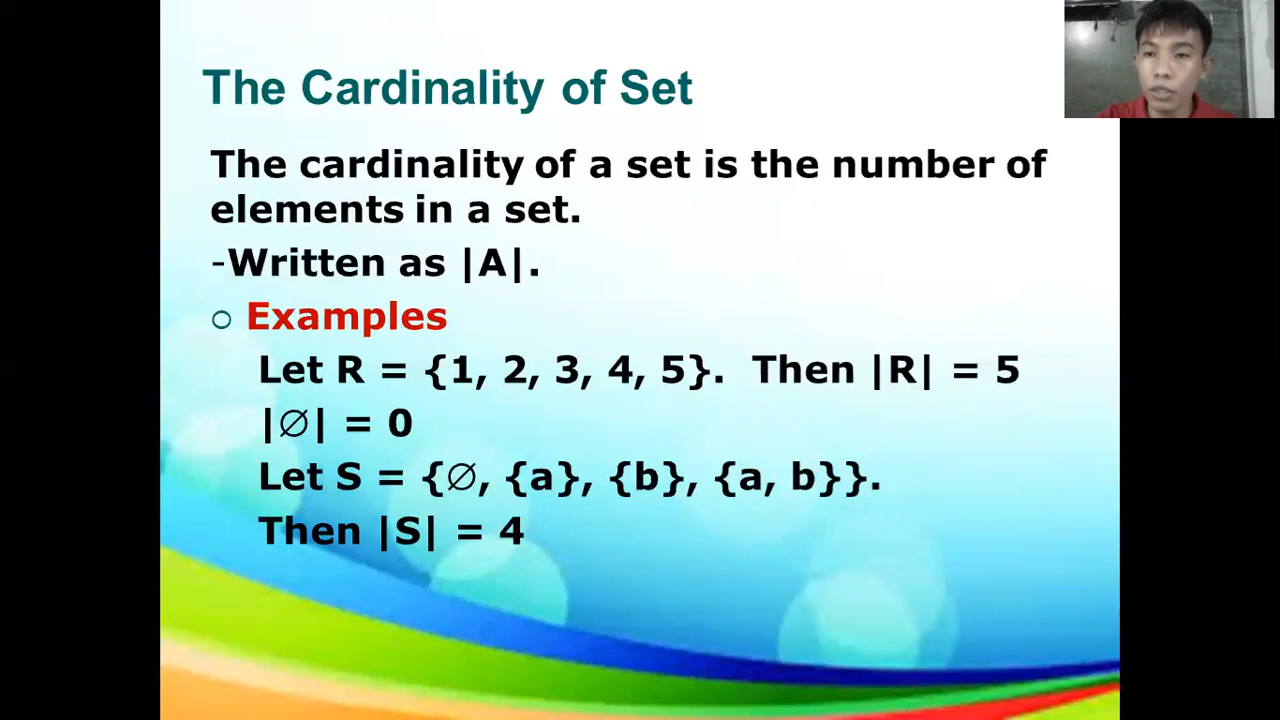 The Cardinality of Set
The cardinality of a set is the number of
elements in a set.
-Written as |A|.
Examples
Let R = {1, 2, 3, 4, 5}. Then |R| = 5
|∅| = 0
Let S = {∅, {a}, {b}, {a, b}}.
Then |S| = 4